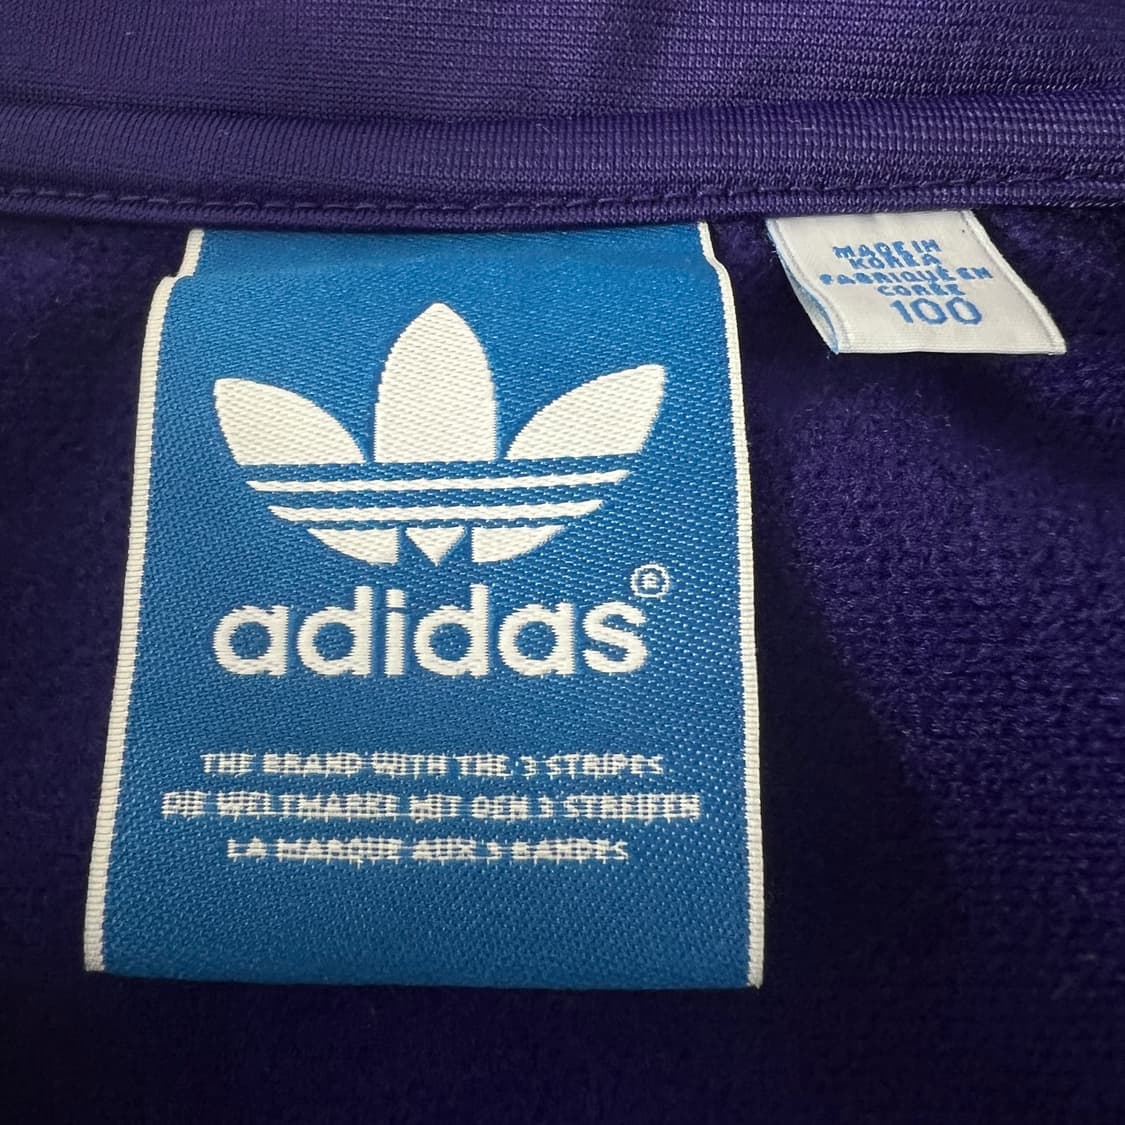 adidas®
THE BRAND WITH THE 3 STRIPES
DIE WELTMARKE MIT DEN 3 STREIFEN
LA MARQUE AUX 3 BANDES
MADE IN
KOREA
FABRIQUÉ EN
CORÉE
100